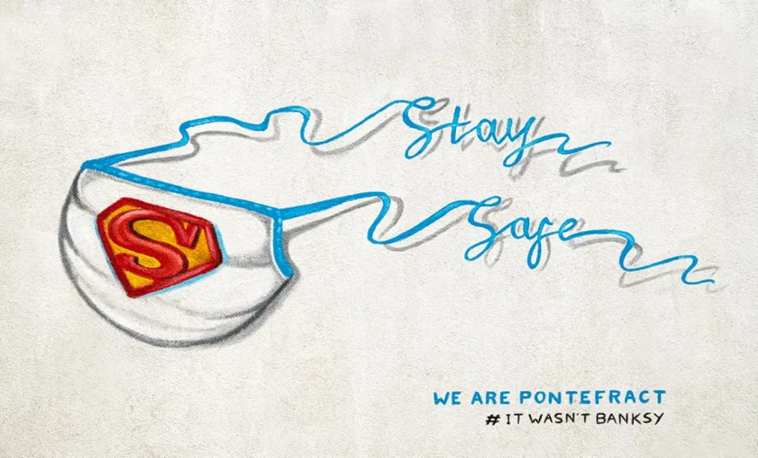 S
Stay
Safe
WE ARE PONTEFRACT
# IT WASN'T BANKSY